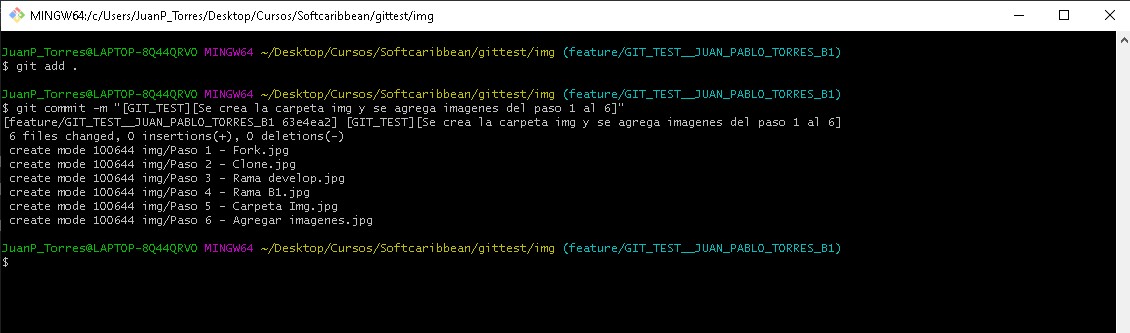 MINGW64:/c/Users/JuanP_Torres/Desktop/Cursos/Softcaribbean/gittest/img
JuanP_Torres@LAPTOP-8Q44QRVO MINGW64 ~/Desktop/Cursos/Softcaribbean/gittest/img (feature/GIT_TEST__JUAN_PABLO_TORRES_B1)
$ git add .
JuanP_Torres@LAPTOP-8Q44QRVO MINGW64 ~/Desktop/Cursos/Softcaribbean/gittest/img (feature/GIT_TEST__JUAN_PABLO_TORRES_B1)
$ git commit -m "[GIT_TEST][Se crea la carpeta img y se agrega imagenes del paso 1 al 6]"
[feature/GIT_TEST__JUAN_PABLO_TORRES_B1 63e4ea2] [GIT_TEST][Se crea la carpeta img y se agrega imagenes del paso 1 al 6]
6 files changed, 0 insertions(+), 0 deletions(-)
create mode 100644 img/Paso 1 - Fork.jpg
create mode 100644 img/Paso 2 - Clone.jpg
create mode 100644 img/Paso 3 - Rama develop.jpg
create mode 100644 img/Paso 4 - Rama B1.jpg
create mode 100644 img/Paso 5 - Carpeta Img.jpg
create mode 100644 img/Paso 6 - Agregar imagenes.jpg
JuanP_Torres@LAPTOP-8Q44QRVO MINGW64 ~/Desktop/Cursos/Softcaribbean/gittest/img (feature/GIT_TEST__JUAN_PABLO_TORRES_B1)
$